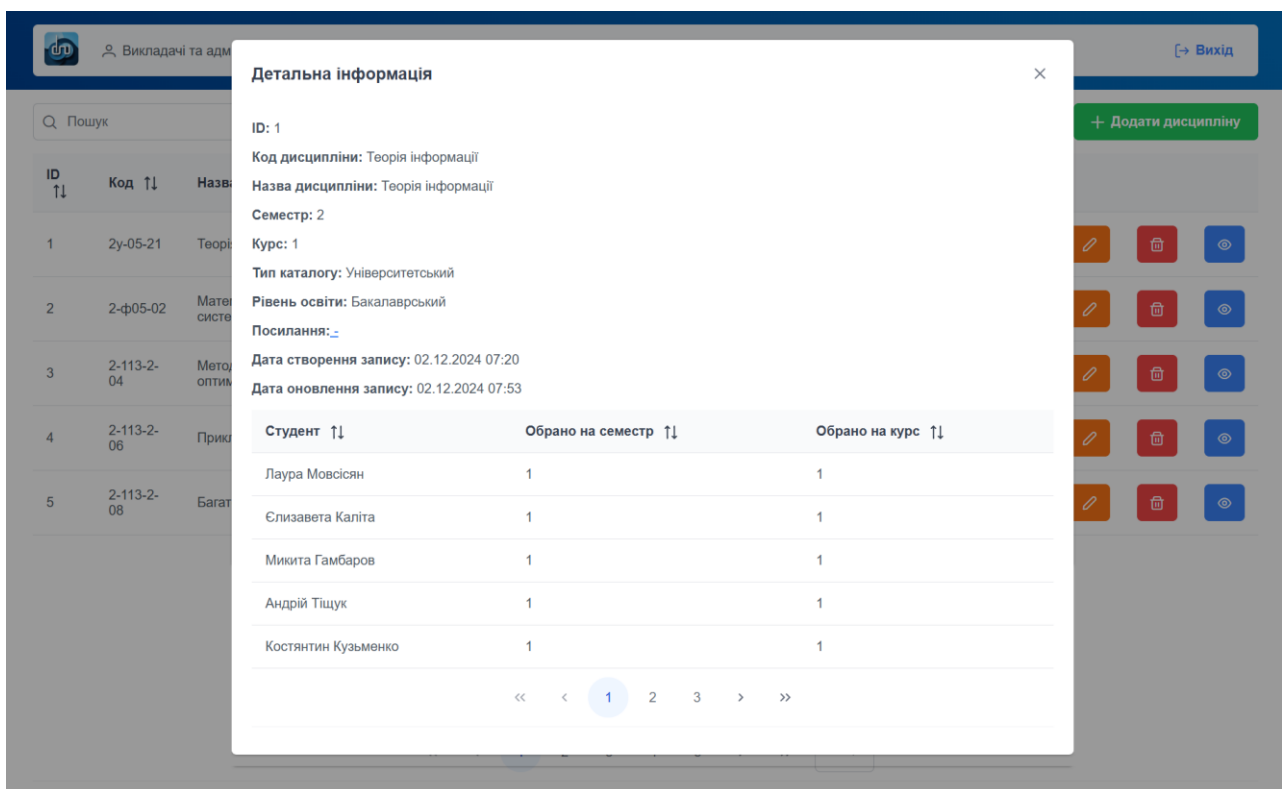 Викладачі та адм
Вихід
Детальна інформація
Пошук
Додати дисципліну
ID: 1
Код дисципліни: Теорія інформації
Назва дисципліни: Теорія інформації
Семестр: 2
Курс: 1
Тип каталогу: Університетський
Рівень освіти: Бакалаврський
Посилання: -
Дата створення запису: 02.12.2024 07:20
Дата оновлення запису: 02.12.2024 07:53
Студент Обрано на семестр Обрано на курс
Лаура Мовсісян 1 1
Єлизавета Каліта 1 1
Микита Гамбаров 1 1
Андрій Тіщук 1 1
Костянтин Кузьменко 1 1
<< < 1 2 3 > >>
ID Код Назва
1 2у-05-21 Теорі
2 2-ф05-02 Матем
систе
3 2-113-2-
04 Метод
оптим
4 2-113-2-
06 Прикл
5 2-113-2-
08 Багат